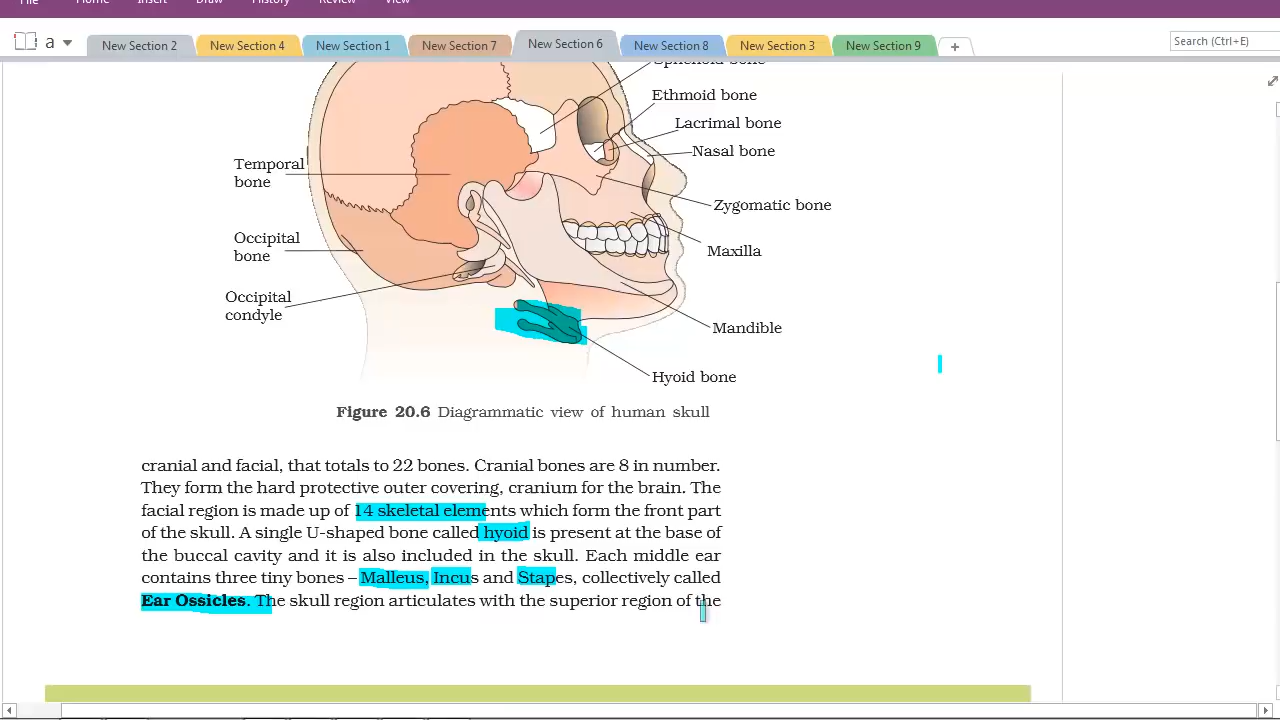 File Home Insert Draw History Review View
a New Section 2 New Section 4 New Section 1 New Section 7 New Section 6 New Section 8 New Section 3 New Section 9 + Search (Ctrl+E)
Sphenoid bone
Ethmoid bone
Lacrimal bone
Nasal bone
Temporal
bone
Zygomatic bone
Occipital
bone
Maxilla
Occipital
condyle
Mandible
Hyoid bone
Figure 20.6 Diagrammatic view of human skull
cranial and facial, that totals to 22 bones. Cranial bones are 8 in number.
They form the hard protective outer covering, cranium for the brain. The
facial region is made up of 14 skeletal elements which form the front part
of the skull. A single U-shaped bone called hyoid is present at the base of
the buccal cavity and it is also included in the skull. Each middle ear
contains three tiny bones – Malleus, Incus and Stapes, collectively called
Ear Ossicles. The skull region articulates with the superior region of the